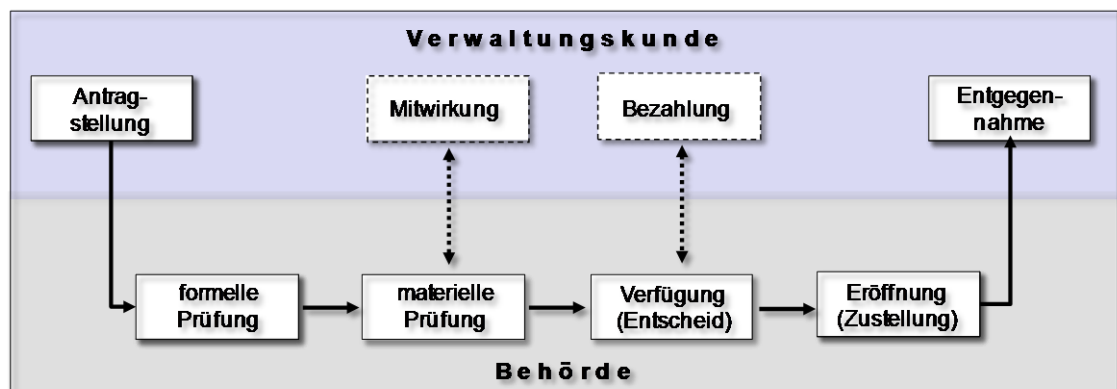 Verwaltungskunde
Antrag-
stellung
Mitwirkung
Bezahlung
Entgegen-
nahme
formelle
Prüfung
materielle
Prüfung
Verfügung
(Entscheid)
Eröffnung
(Zustellung)
Behörde